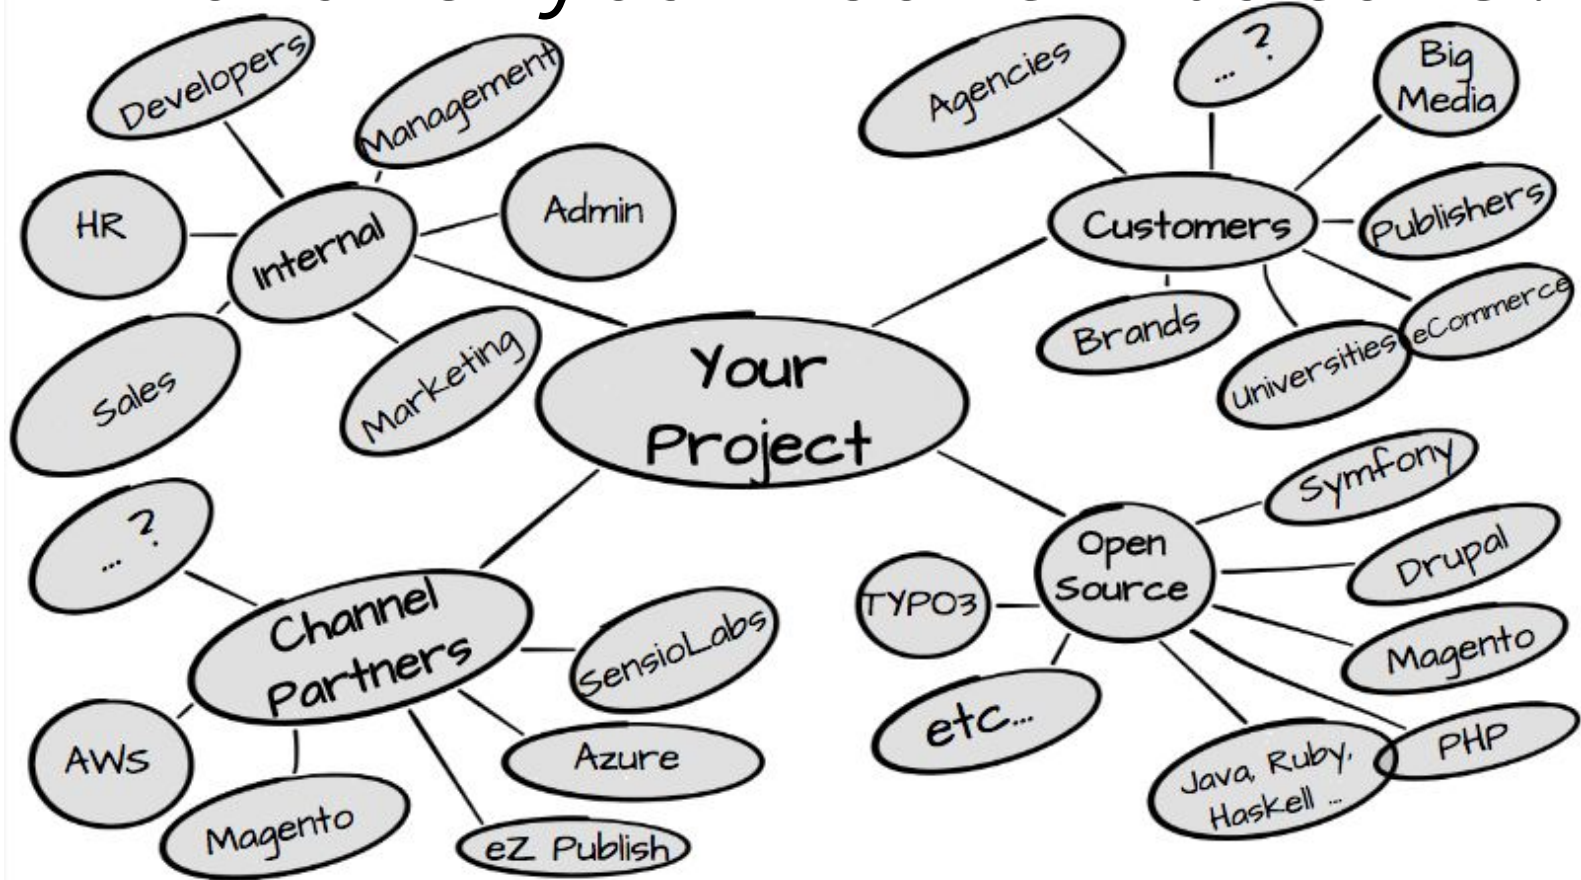 Developers
Management
HR
Internal
Admin
Sales
Marketing
Agencies
... ?
Big
Media
Customers
Publishers
Brands
Universities
eCommerce
Your
Project
... ?
Channel
Partners
SensioLabs
AWS
Azure
Magento
eZ Publish
Open
Source
Symfony
Drupal
TYPO3
Magento
etc...
PHP
Java, Ruby,
Haskell ...